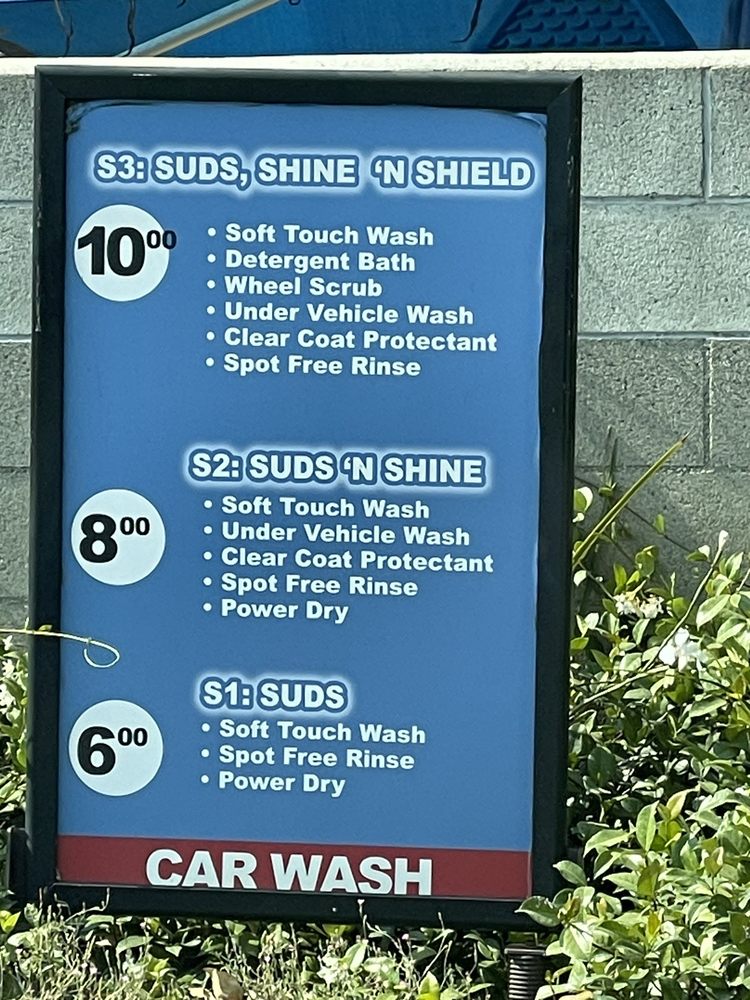 S3: SUDS, SHINE 'N SHIELD
10⁰⁰
• Soft Touch Wash
• Detergent Bath
• Wheel Scrub
• Under Vehicle Wash
• Clear Coat Protectant
• Spot Free Rinse
S2: SUDS 'N SHINE
8⁰⁰
• Soft Touch Wash
• Under Vehicle Wash
• Clear Coat Protectant
• Spot Free Rinse
• Power Dry
S1: SUDS
6⁰⁰
• Soft Touch Wash
• Spot Free Rinse
• Power Dry
CAR WASH